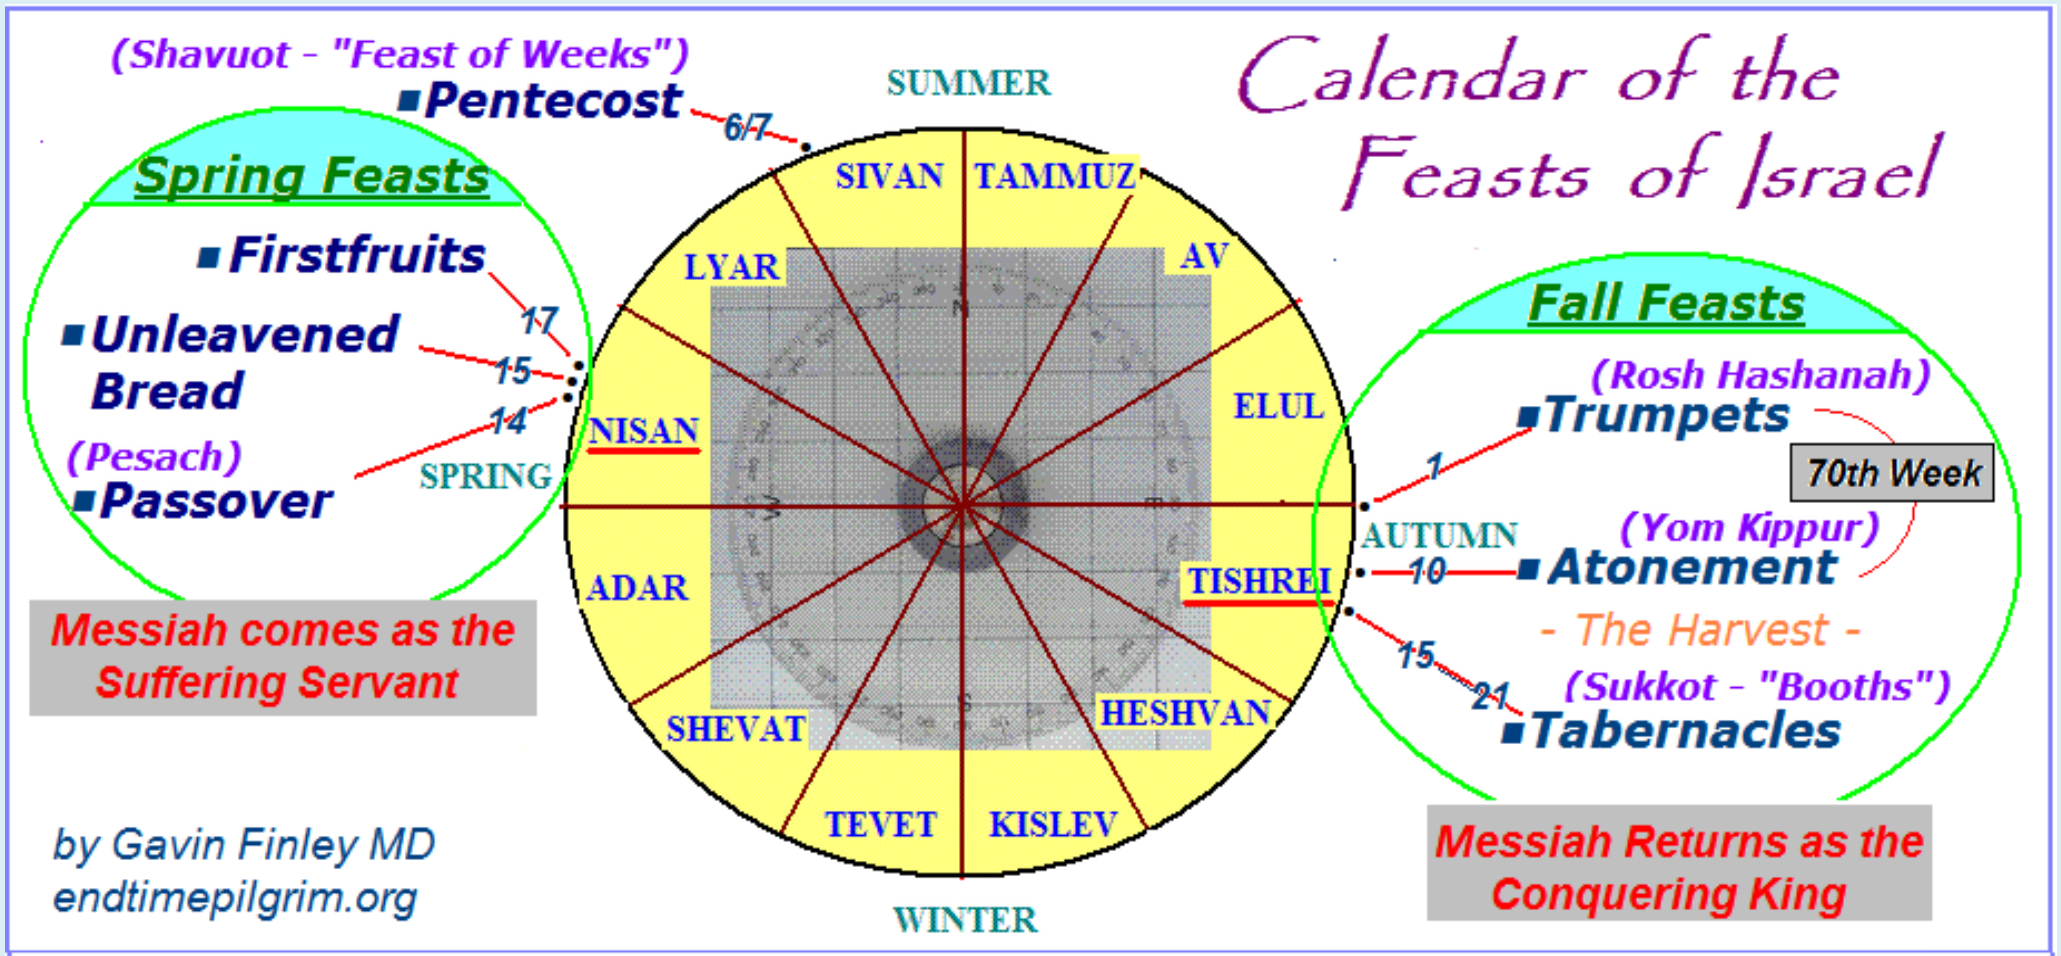 (Shavuot - "Feast of Weeks")
Pentecost
6/7
SUMMER
Calendar of the
Feasts of Israel
Spring Feasts
Firstfruits
17
Unleavened
Bread
15
14
(Pesach)
Passover
SPRING
Messiah comes as the
Suffering Servant
SIVAN
TAMMUZ
LYAR
AV
NISAN
ELUL
ADAR
TISHREI
SHEVAT
HESHVAN
TEVET
KISLEV
N
W
E
S
WINTER
Fall Feasts
(Rosh Hashanah)
Trumpets
1
70th Week
AUTUMN
(Yom Kippur)
Atonement
10
- The Harvest -
15
21
(Sukkot - "Booths")
Tabernacles
Messiah Returns as the
Conquering King
by Gavin Finley MD
endtimepilgrim.org